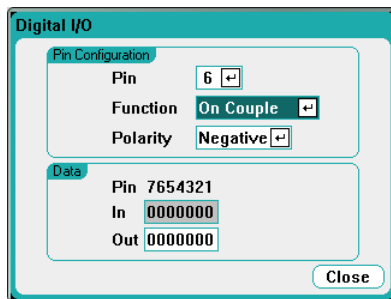 Digital I/O
Pin Configuration
Pin 6
Function On Couple
Polarity Negative
Data
Pin 7654321
In 0000000
Out 0000000
Close